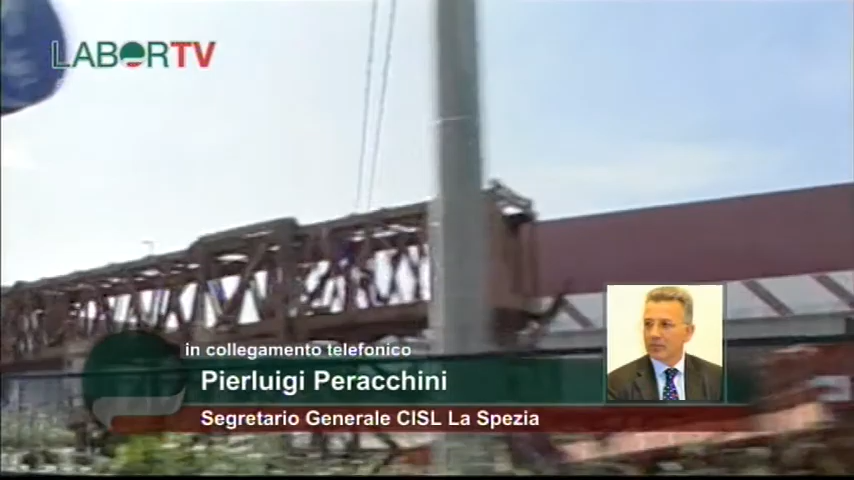 LABORTV
in collegamento telefonico
Pierluigi Peracchini
Segretario Generale CISL La Spezia